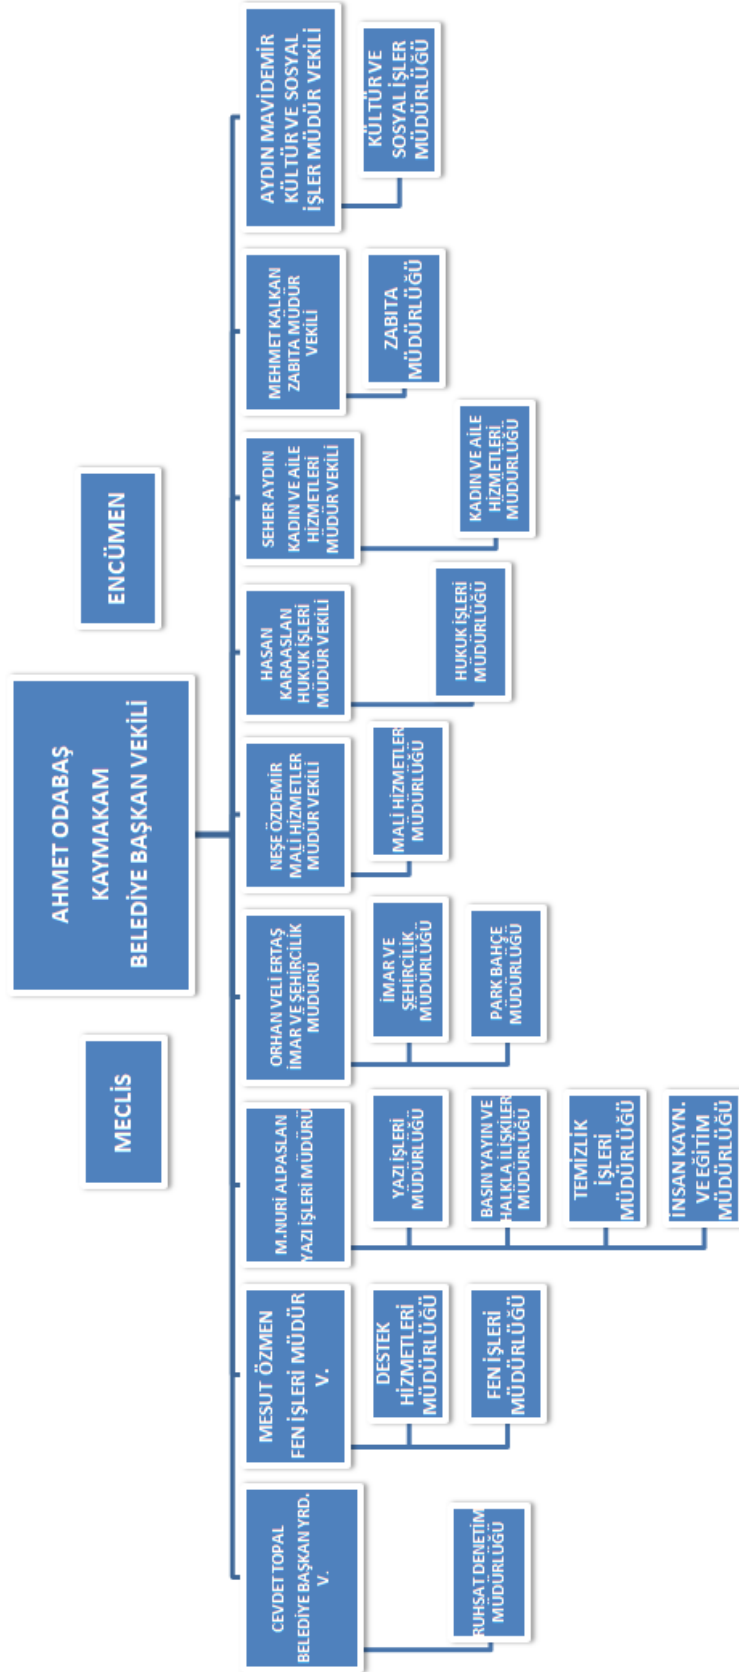 AHMET ODABAŞ
KAYMAKAM
BELEDİYE BAŞKAN VEKİLİ
MECLİS
ENCÜMEN
CEVDET TOPAL
BELEDİYE BAŞKAN YRD.
V.
RUHSAT DENETİM
MÜDÜRLÜĞÜ
MESUT ÖZMEN
FEN İŞLERİ MÜDÜR
V.
DESTEK
HİZMETLERİ
MÜDÜRLÜĞÜ
FEN İŞLERİ
MÜDÜRLÜĞÜ
M.NURİ ALPASLAN
YAZI İŞLERİ MÜDÜRÜ
YAZI İŞLERİ
MÜDÜRLÜĞÜ
BASIN YAYIN VE
HALKLA İLİŞKİLER
MÜDÜRLÜĞÜ
TEMİZLİK
İŞLERİ
MÜDÜRLÜĞÜ
İNSAN KAYN.
VE EĞİTİM
MÜDÜRLÜĞÜ
ORHAN VELİ ERTAŞ
İMAR VE ŞEHİRCİLİK
MÜDÜRÜ
İMAR VE
ŞEHİRCİLİK
MÜDÜRLÜĞÜ
PARK BAHÇE
MÜDÜRLÜĞÜ
NEŞE ÖZDEMİR
MALİ HİZMETLER
MÜDÜR VEKİLİ
MALİ HİZMETLER
MÜDÜRLÜĞÜ
HASAN
KARAASLAN
HUKUK İŞLERİ
MÜDÜR VEKİLİ
HUKUK İŞLERİ
MÜDÜRLÜĞÜ
SEHER AYDIN
KADIN VE AİLE
HİZMETLERİ
MÜDÜR VEKİLİ
KADIN VE AİLE
HİZMETLERİ
MÜDÜRLÜĞÜ
MEHMET KALKAN
ZABITA MÜDÜR
VEKİLİ
ZABITA
MÜDÜRLÜĞÜ
AYDIN MAVİDEMİR
KÜLTÜR VE SOSYAL
İŞLER MÜDÜR VEKİLİ
KÜLTÜR VE
SOSYAL İŞLER
MÜDÜRLÜĞÜ